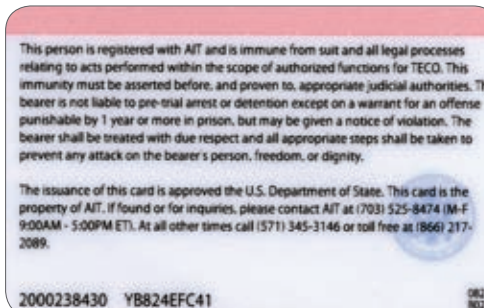 This person is registered with AIT and is immune from suit and all legal processes
relating to acts performed within the scope of authorized functions for TECO. This
immunity must be asserted before, and proven to, appropriate judicial authorities. Th
bearer is not liable to pre-trial arrest or detention except on a warrant for an offense
punishable by 1 year or more in prison, but may be given a notice of violation. The
bearer shall be treated with due respect and all appropriate steps shall be taken to
prevent any attack on the bearer's person, freedom, or dignity.
The issuance of this card is approved the U.S. Department of State. This card is the
property of AIT. If found or for inquiries, please contact AIT at (703) 525-8474 (M-F
9:00AM - 5:00PM ET). At all other times call (571) 345-3146 or toll free at (866) 217-
2089.
2000238430 YB824EFC41